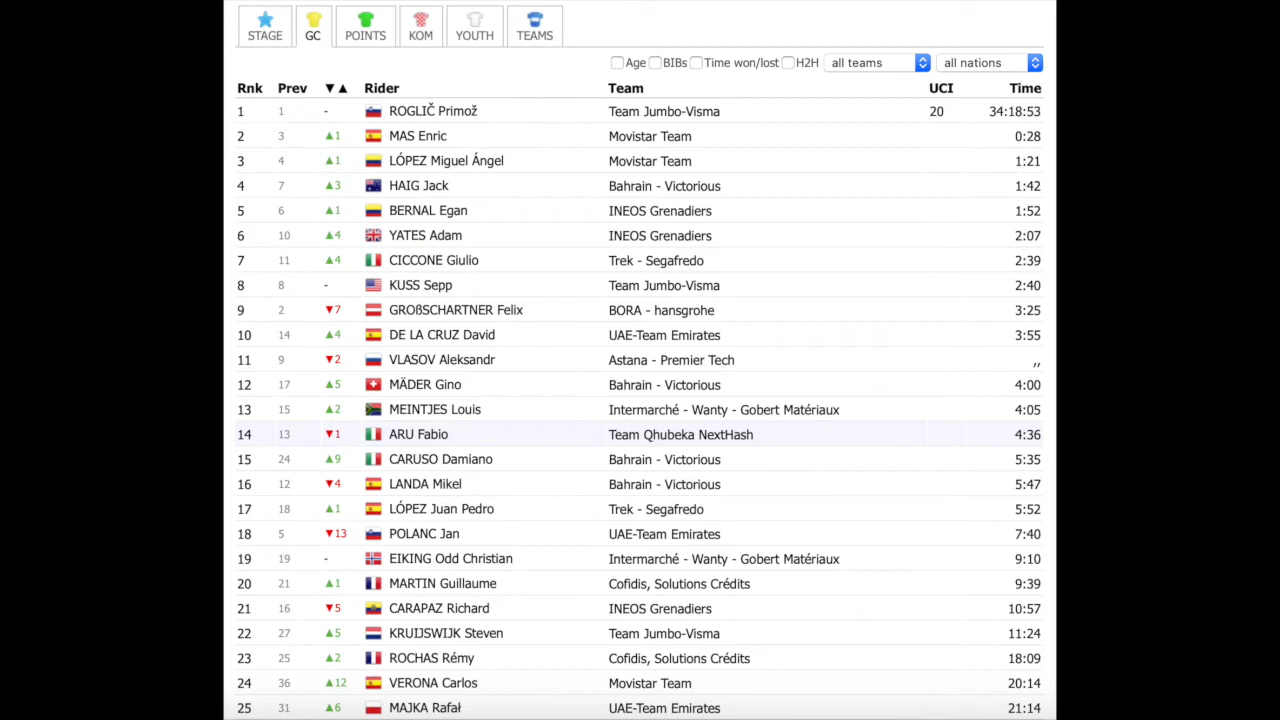 STAGE GC POINTS KOM YOUTH TEAMS
Age BIBs Time won/lost H2H all teams all nations
Rnk Prev ▼▲ Rider Team UCI Time
1 1 - ROGLIČ Primož Team Jumbo-Visma 20 34:18:53
2 3 ▲1 MAS Enric Movistar Team 0:28
3 4 ▲1 LÓPEZ Miguel Ángel Movistar Team 1:21
4 7 ▲3 HAIG Jack Bahrain - Victorious 1:42
5 6 ▲1 BERNAL Egan INEOS Grenadiers 1:52
6 10 ▲4 YATES Adam INEOS Grenadiers 2:07
7 11 ▲4 CICCONE Giulio Trek - Segafredo 2:39
8 8 - KUSS Sepp Team Jumbo-Visma 2:40
9 2 ▼7 GROßSCHARTNER Felix BORA - hansgrohe 3:25
10 14 ▲4 DE LA CRUZ David UAE-Team Emirates 3:55
11 9 ▼2 VLASOV Aleksandr Astana - Premier Tech ,,
12 17 ▲5 MÄDER Gino Bahrain - Victorious 4:00
13 15 ▲2 MEINTJES Louis Intermarché - Wanty - Gobert Matériaux 4:05
14 13 ▼1 ARU Fabio Team Qhubeka NextHash 4:36
15 24 ▲9 CARUSO Damiano Bahrain - Victorious 5:35
16 12 ▼4 LANDA Mikel Bahrain - Victorious 5:47
17 18 ▲1 LÓPEZ Juan Pedro Trek - Segafredo 5:52
18 5 ▼13 POLANC Jan UAE-Team Emirates 7:40
19 19 - EIKING Odd Christian Intermarché - Wanty - Gobert Matériaux 9:10
20 21 ▲1 MARTIN Guillaume Cofidis, Solutions Crédits 9:39
21 16 ▼5 CARAPAZ Richard INEOS Grenadiers 10:57
22 27 ▲5 KRUIJSWIJK Steven Team Jumbo-Visma 11:24
23 25 ▲2 ROCHAS Rémy Cofidis, Solutions Crédits 18:09
24 36 ▲12 VERONA Carlos Movistar Team 20:14
25 31 ▲6 MAJKA Rafał UAE-Team Emirates 21:14